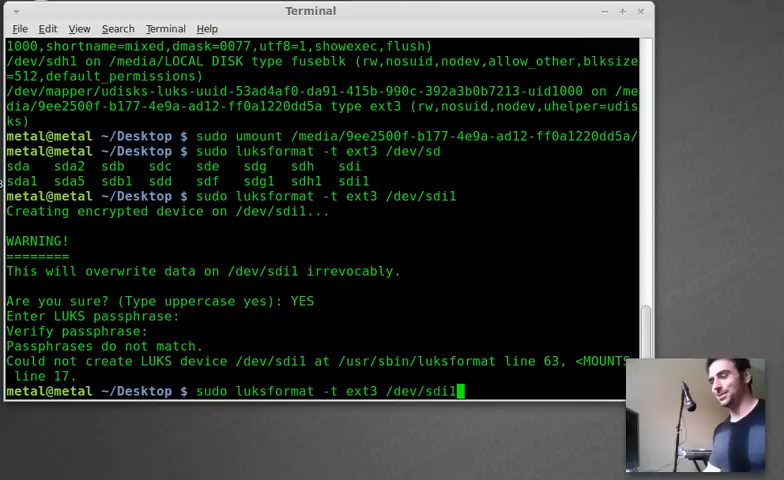 Terminal
File Edit View Search Terminal Help
1000,shortname=mixed,dmask=0077,utf8=1,showexec,flush)
/dev/sdh1 on /media/LOCAL DISK type fuseblk (rw,nosuid,nodev,allow_other,blksize
=512,default_permissions)
/dev/mapper/udisks-luks-uuid-53ad4af0-da91-415b-990c-392a3b0b7213-uid1000 on /me
dia/9ee2500f-b177-4e9a-ad12-ff0a1220dd5a type ext3 (rw,nosuid,nodev,uhelper=udis
ks)
metal@metal ~/Desktop $ sudo umount /media/9ee2500f-b177-4e9a-ad12-ff0a1220dd5a/
metal@metal ~/Desktop $ sudo luksformat -t ext3 /dev/sd
sda sda2 sdb sdc sde sdg sdh sdi
sda1 sda5 sdb1 sdd sdf sdg1 sdh1 sdi1
metal@metal ~/Desktop $ sudo luksformat -t ext3 /dev/sdi1
Creating encrypted device on /dev/sdi1...
WARNING!
========
This will overwrite data on /dev/sdi1 irrevocably.
Are you sure? (Type uppercase yes): YES
Enter LUKS passphrase:
Verify passphrase:
Passphrases do not match.
Could not create LUKS device /dev/sdi1 at /usr/sbin/luksformat line 63, <MOUNTS
line 17.
metal@metal ~/Desktop $ sudo luksformat -t ext3 /dev/sdi1